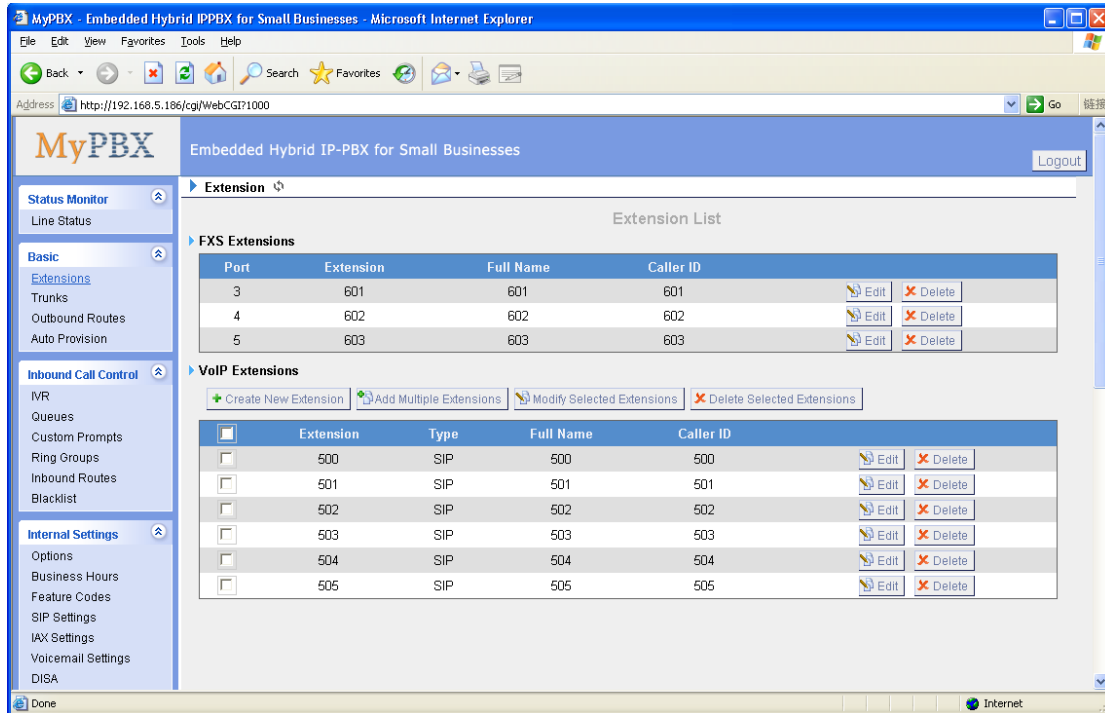 MyPBX - Embedded Hybrid IPPBX for Small Businesses - Microsoft Internet Explorer
File Edit View Favorites Tools Help
Back Search Favorites
Address http://192.168.5.186/cgi/WebCGI?1000 Go 链接
MyPBX
Embedded Hybrid IP-PBX for Small Businesses
Logout
Status Monitor
Line Status
Basic
Extensions
Trunks
Outbound Routes
Auto Provision
Inbound Call Control
IVR
Queues
Custom Prompts
Ring Groups
Inbound Routes
Blacklist
Internal Settings
Options
Business Hours
Feature Codes
SIP Settings
IAX Settings
Voicemail Settings
DISA
Extension
Extension List
FXS Extensions
Port Extension Full Name Caller ID
3 601 601 601 Edit Delete
4 602 602 602 Edit Delete
5 603 603 603 Edit Delete
VoIP Extensions
Create New Extension Add Multiple Extensions Modify Selected Extensions Delete Selected Extensions
Extension Type Full Name Caller ID
500 SIP 500 500 Edit Delete
501 SIP 501 501 Edit Delete
502 SIP 502 502 Edit Delete
503 SIP 503 503 Edit Delete
504 SIP 504 504 Edit Delete
505 SIP 505 505 Edit Delete
Done Internet